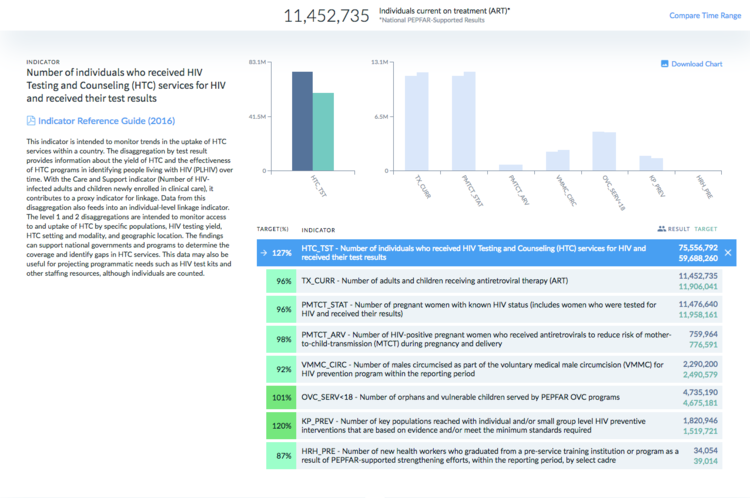 11,452,735
Individuals current on treatment (ART)*
*National PEPFAR-Supported Results
Compare Time Range
INDICATOR
Number of individuals who received HIV
Testing and Counseling (HTC) services for HIV
and received their test results
Indicator Reference Guide (2016)
This indicator is intended to monitor trends in the uptake of HTC
services within a country. The disaggregation by test result
provides information about the yield of HTC and the effectiveness
of HTC programs in identifying people living with HIV (PLHIV) over
time. With the Care and Support indicator (Number of HIV-
infected adults and children newly enrolled in clinical care), it
contributes to a proxy indicator for linkage. Data from this
disaggregation also feeds into an individual-level linkage indicator.
The level 1 and 2 disaggregations are intended to monitor access
to and uptake of HTC by specific populations, HIV testing yield,
HTC setting and modality, and geographic location. The findings
can support national governments and programs to determine the
coverage and identify gaps in HTC services. This data may also be
useful for projecting programmatic needs such as HIV test kits and
other staffing resources, although individuals are counted.
83.1M
41.5M
0
HTC_TST
13.1M
6.5M
0
TX_CURR
PMTCT_STAT
PMTCT_ARV
VMMC_CIRC
OVC_SERV<18
KP_PREV
HRH_PRE
Download Chart
TARGET(%) INDICATOR RESULT TARGET
127% HTC_TST - Number of individuals who received HIV Testing and Counseling (HTC) services for HIV and 75,556,792
received their test results 59,688,260
96% TX_CURR - Number of adults and children receiving antiretroviral therapy (ART) 11,452,735
11,906,041
96% PMTCT_STAT - Number of pregnant women with known HIV status (includes women who were tested for 11,476,640
HIV and received their results) 11,958,161
98% PMTCT_ARV - Number of HIV-positive pregnant women who received antiretrovirals to reduce risk of mother- 759,964
to-child-transmission (MTCT) during pregnancy and delivery 776,591
92% VMMC_CIRC - Number of males circumcised as part of the voluntary medical male circumcision (VMMC) for 2,290,200
HIV prevention program within the reporting period 2,490,579
101% OVC_SERV<18 - Number of orphans and vulnerable children served by PEPFAR OVC programs 4,735,190
4,675,181
120% KP_PREV - Number of key populations reached with individual and/or small group level HIV preventive 1,820,946
interventions that are based on evidence and/or meet the minimum standards required 1,519,721
87% HRH_PRE - Number of new health workers who graduated from a pre-service training institution or program as a 34,054
result of PEPFAR-supported strengthening efforts, within the reporting period, by select cadre 39,014